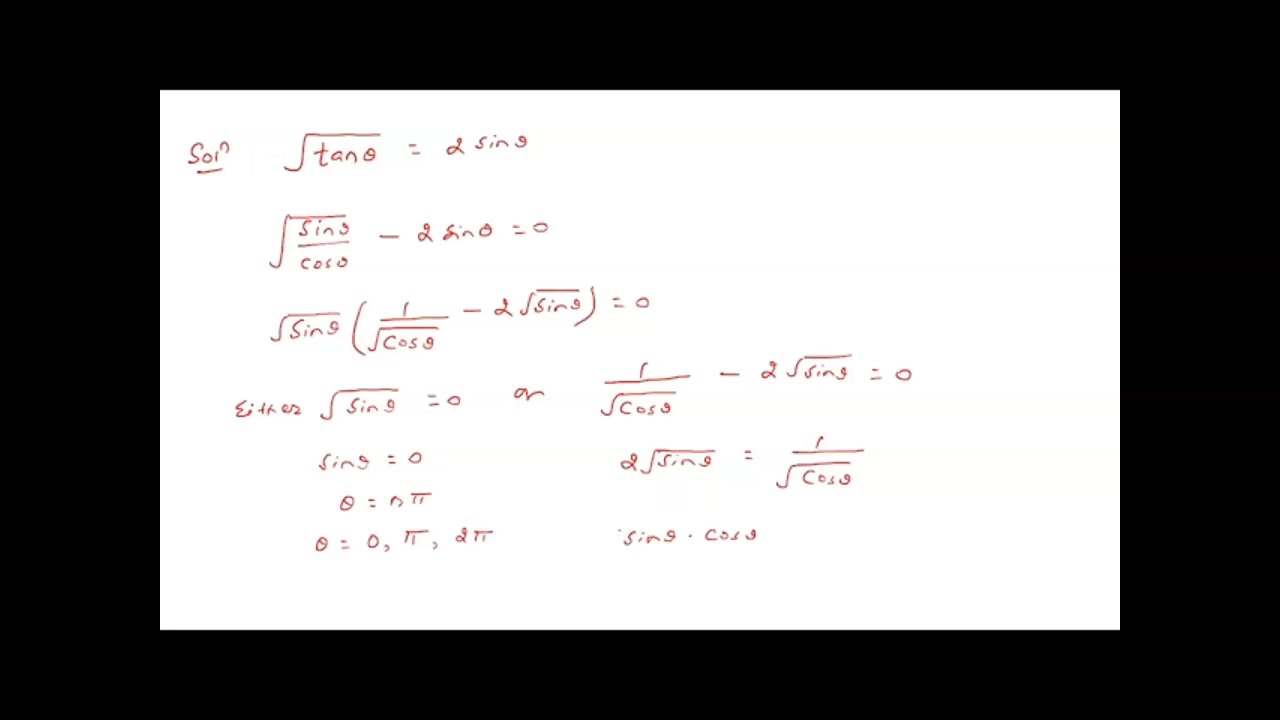 Solⁿ √tanθ = 2 sinθ
√(sinθ/cosθ) - 2 sinθ = 0
√sinθ (1/√cosθ - 2√sinθ) = 0
Either √sinθ = 0 or 1/√cosθ - 2√sinθ = 0
sinθ = 0 2√sinθ = 1/√cosθ
θ = nπ
θ = 0, π, 2π sinθ · cosθ